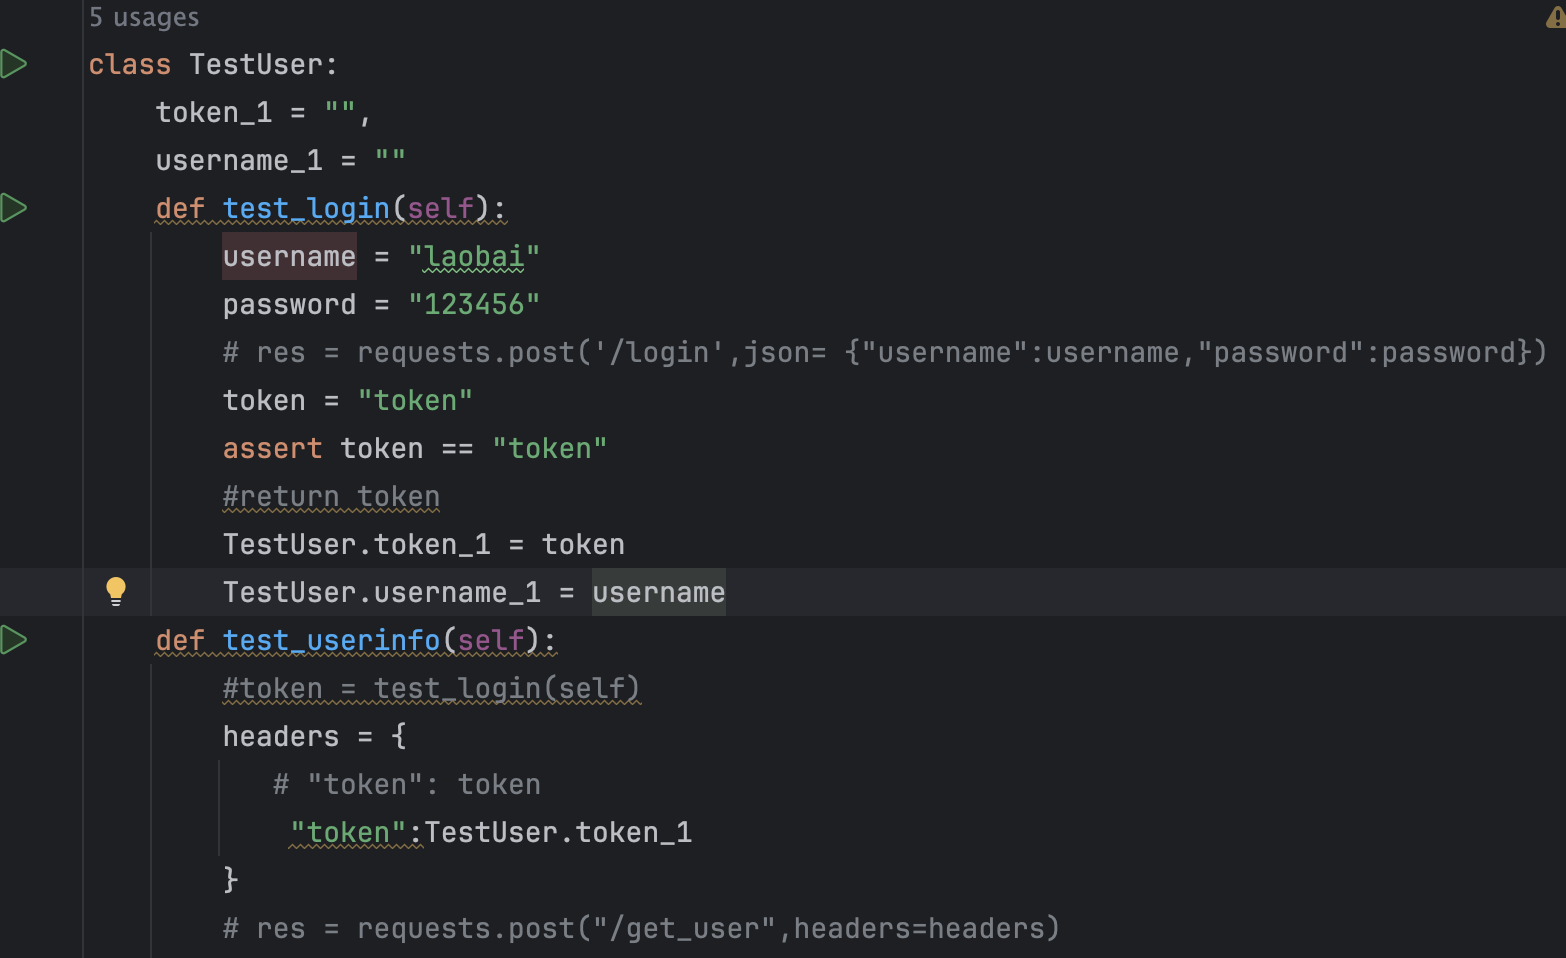 5 usages
class TestUser:
    token_1 = "",
    username_1 = ""
    def test_login(self):
        username = "laobai"
        password = "123456"
        # res = requests.post('/login',json= {"username":username,"password":password})
        token = "token"
        assert token == "token"
        #return token
        TestUser.token_1 = token
        TestUser.username_1 = username
    def test_userinfo(self):
        #token = test_login(self)
        headers = {
           # "token": token
            "token":TestUser.token_1
        }
        # res = requests.post("/get_user",headers=headers)